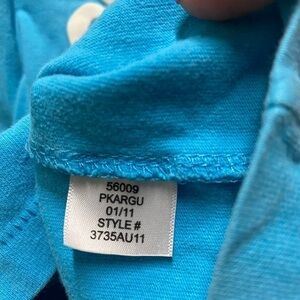 56009
PKARGU
01/11
STYLE #
3735AU11